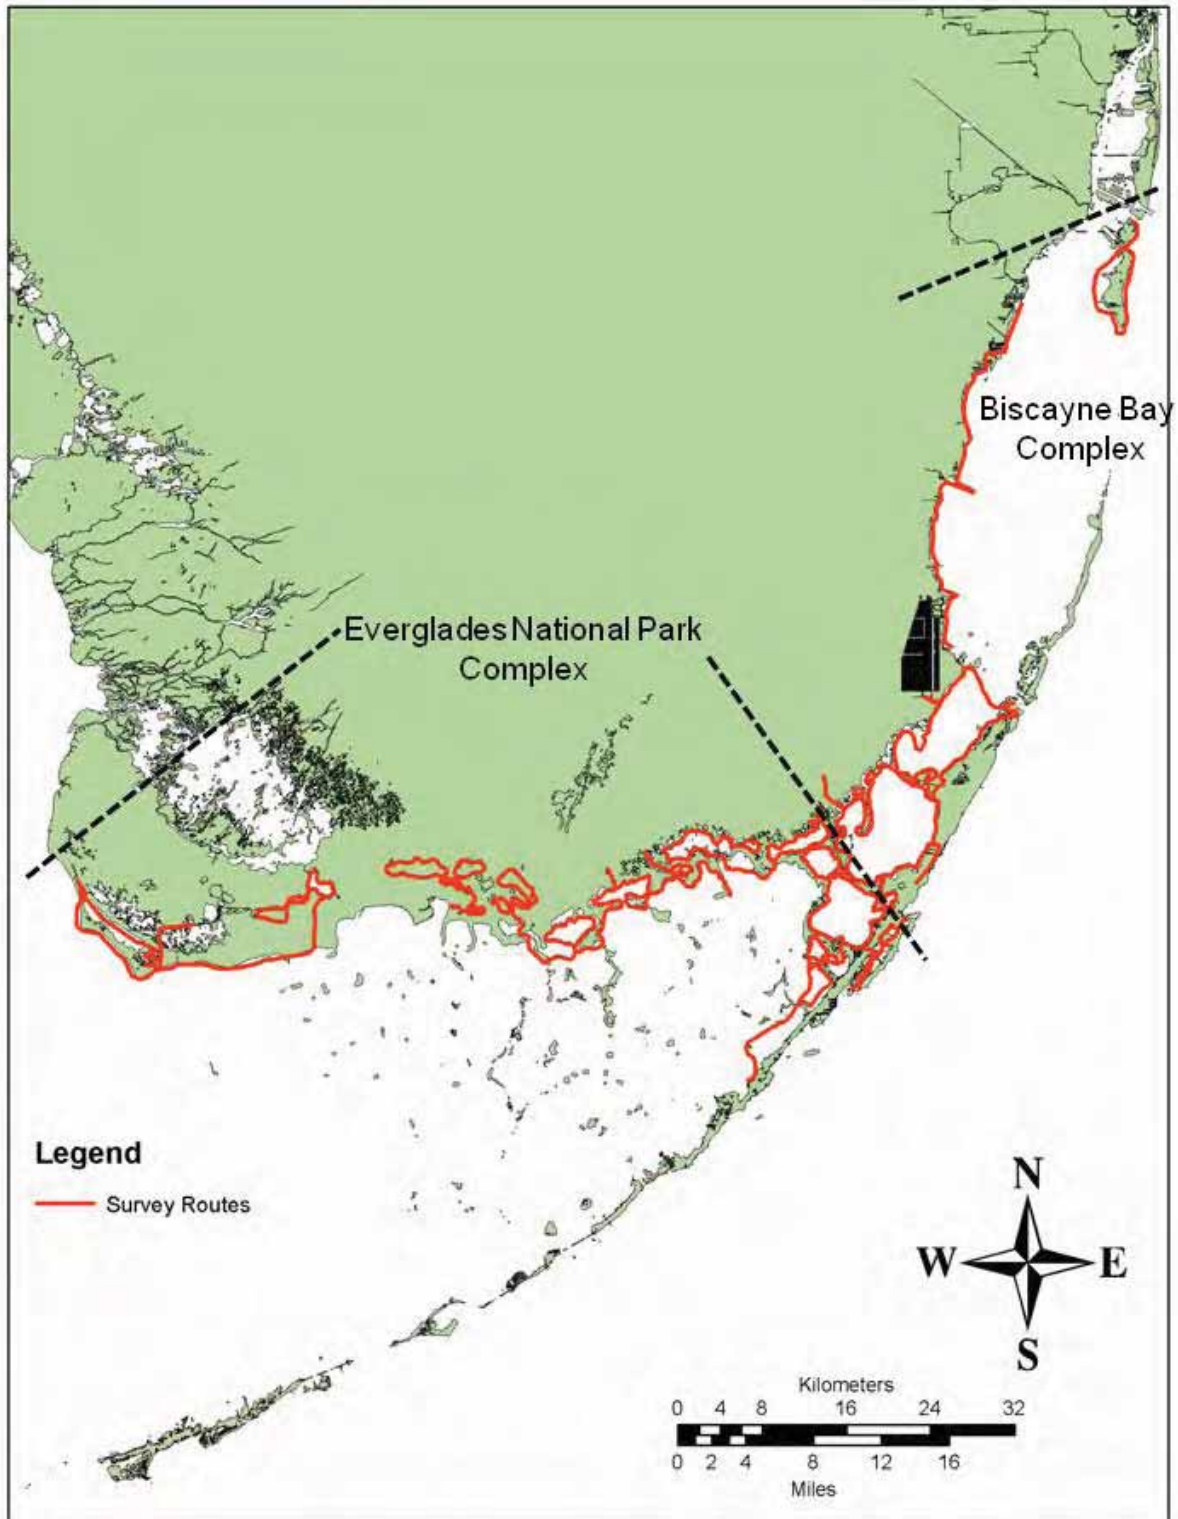 Biscayne Bay
Complex
Everglades National Park
Complex
Legend
Survey Routes
N
W E
S
Kilometers
0 4 8 16 24 32
0 2 4 8 12 16
Miles